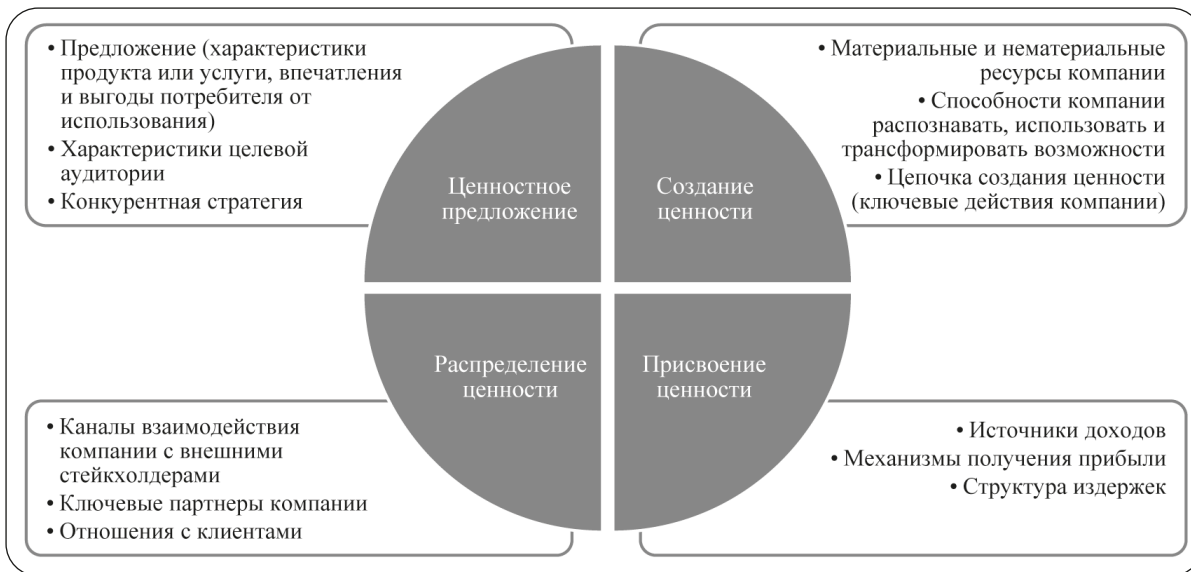 • Предложение (характеристики
продукта или услуги, впечатления
и выгоды потребителя от
использования)
• Характеристики целевой
аудитории
• Конкурентная стратегия
• Материальные и нематериальные
ресурсы компании
• Способности компании
распознавать, использовать и
трансформировать возможности
• Цепочка создания ценности
(ключевые действия компании)
Ценностное
предложение
Создание
ценности
Распределение
ценности
Присвоение
ценности
• Каналы взаимодействия
компании с внешними
стейкхолдерами
• Ключевые партнеры компании
• Отношения с клиентами
• Источники доходов
• Механизмы получения прибыли
• Структура издержек